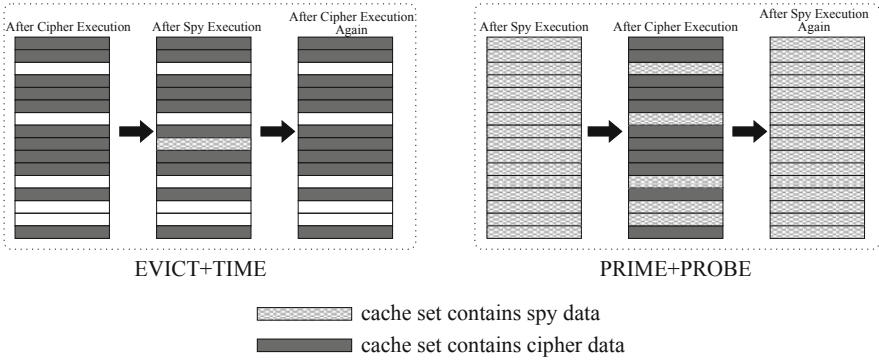 After Cipher Execution
After Spy Execution
After Cipher Execution
Again
EVICT+TIME
After Spy Execution
After Cipher Execution
After Spy Execution
Again
PRIME+PROBE
cache set contains spy data
cache set contains cipher data